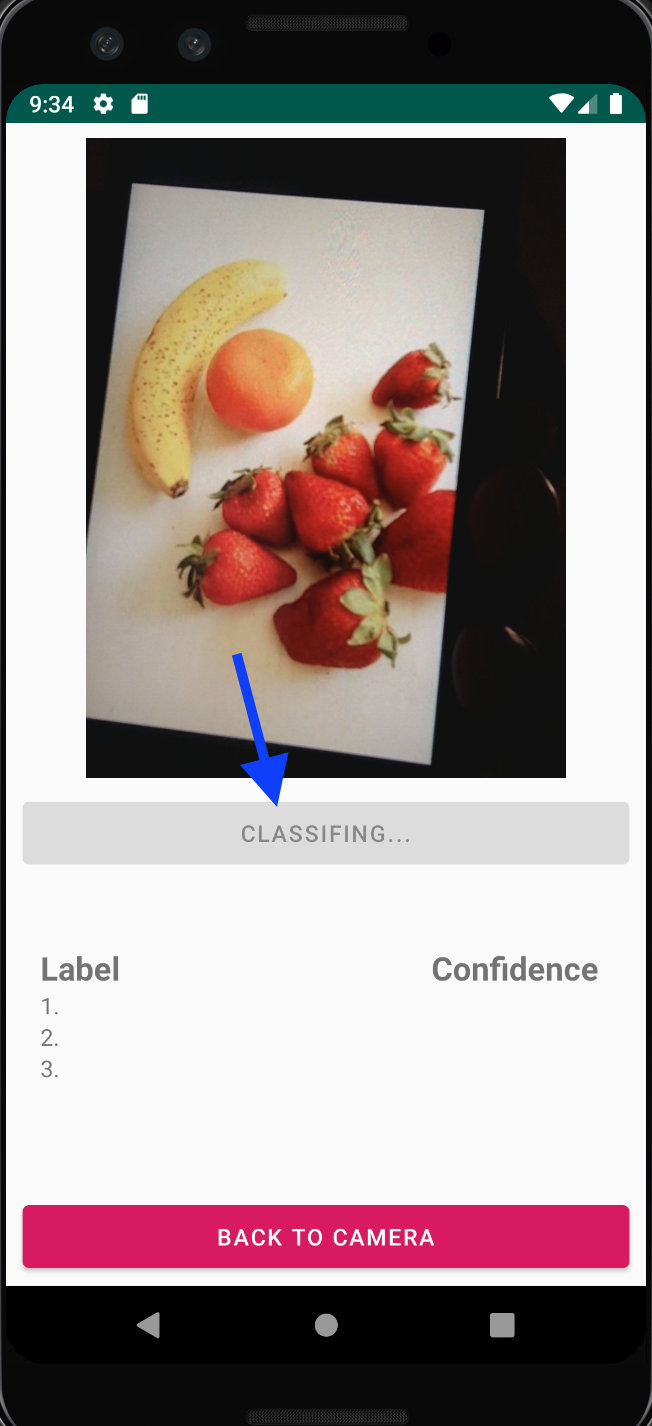 9:34
CLASSIFING...
Label Confidence
1.
2.
3.
BACK TO CAMERA